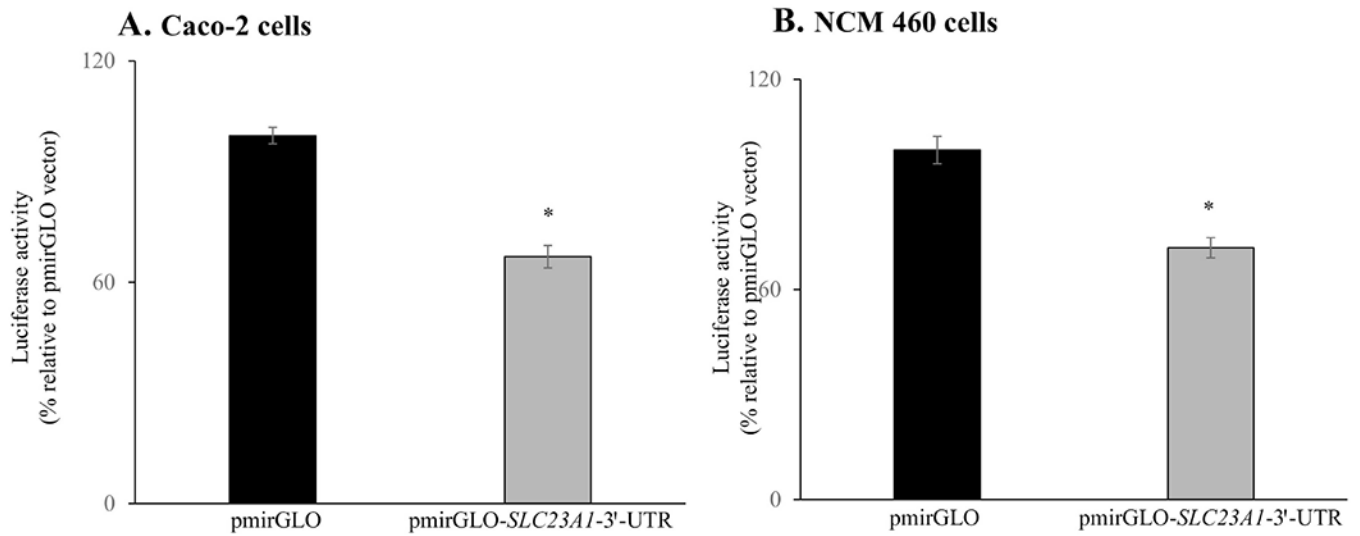 A. Caco-2 cells
120
60
0
Luciferase activity
(% relative to pmirGLO vector)
*
pmirGLO
pmirGLO-SLC23A1-3'-UTR
B. NCM 460 cells
120
60
0
Luciferase activity
(% relative to pmirGLO vector)
*
pmirGLO
pmirGLO-SLC23A1-3'-UTR